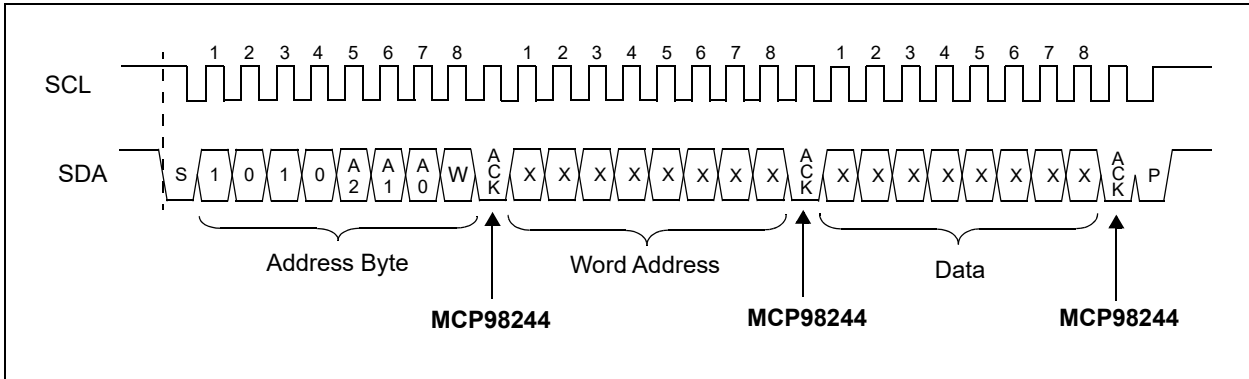 1 2 3 4 5 6 7 8 1 2 3 4 5 6 7 8 1 2 3 4 5 6 7 8
SCL
SDA S 1 0 1 0 A2 A1 A0 W ACK X X X X X X X X ACK X X X X X X X X ACK P
Address Byte Word Address Data
MCP98244 MCP98244 MCP98244